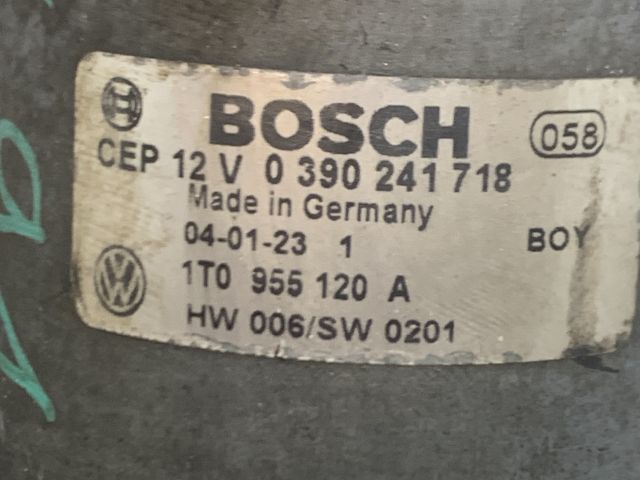 BOSCH
058
CEP 12 V 0 390 241 718
Made in Germany
04-01-23 1 BOY
1T0 955 120 A
HW 006/SW 0201